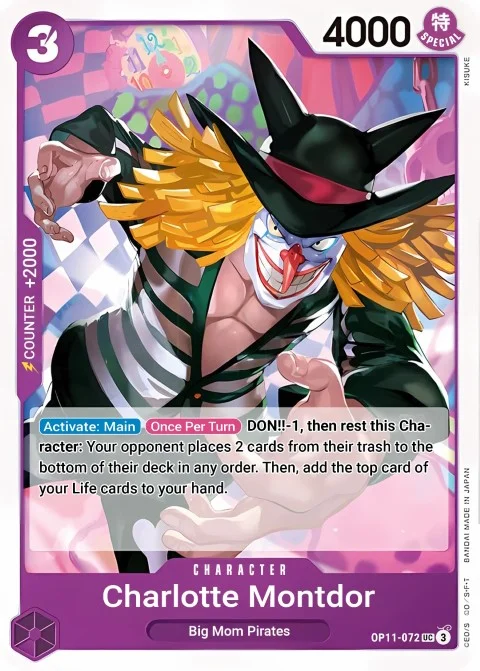 3
4000
特
SPECIAL
KISUKE
COUNTER +2000
Activate: Main Once Per Turn DON!!-1, then rest this Cha-
racter: Your opponent places 2 cards from their trash to the
bottom of their deck in any order. Then, add the top card of
your Life cards to your hand.
CHARACTER
Charlotte Montdor
Big Mom Pirates
OP11-072 UC 3
©E.O/S ©O/S・F・T BANDAI MADE IN JAPAN